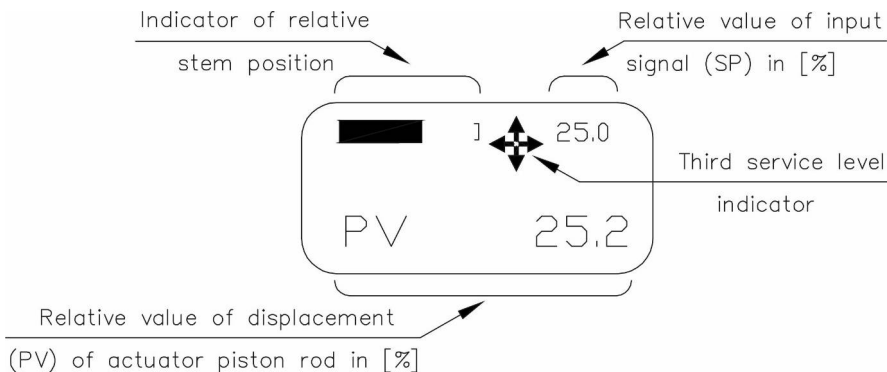 Indicator of relative
stem position
Relative value of input
signal (SP) in [%]
] 25.0
Third service level
indicator
PV 25.2
Relative value of displacement
(PV) of actuator piston rod in [%]